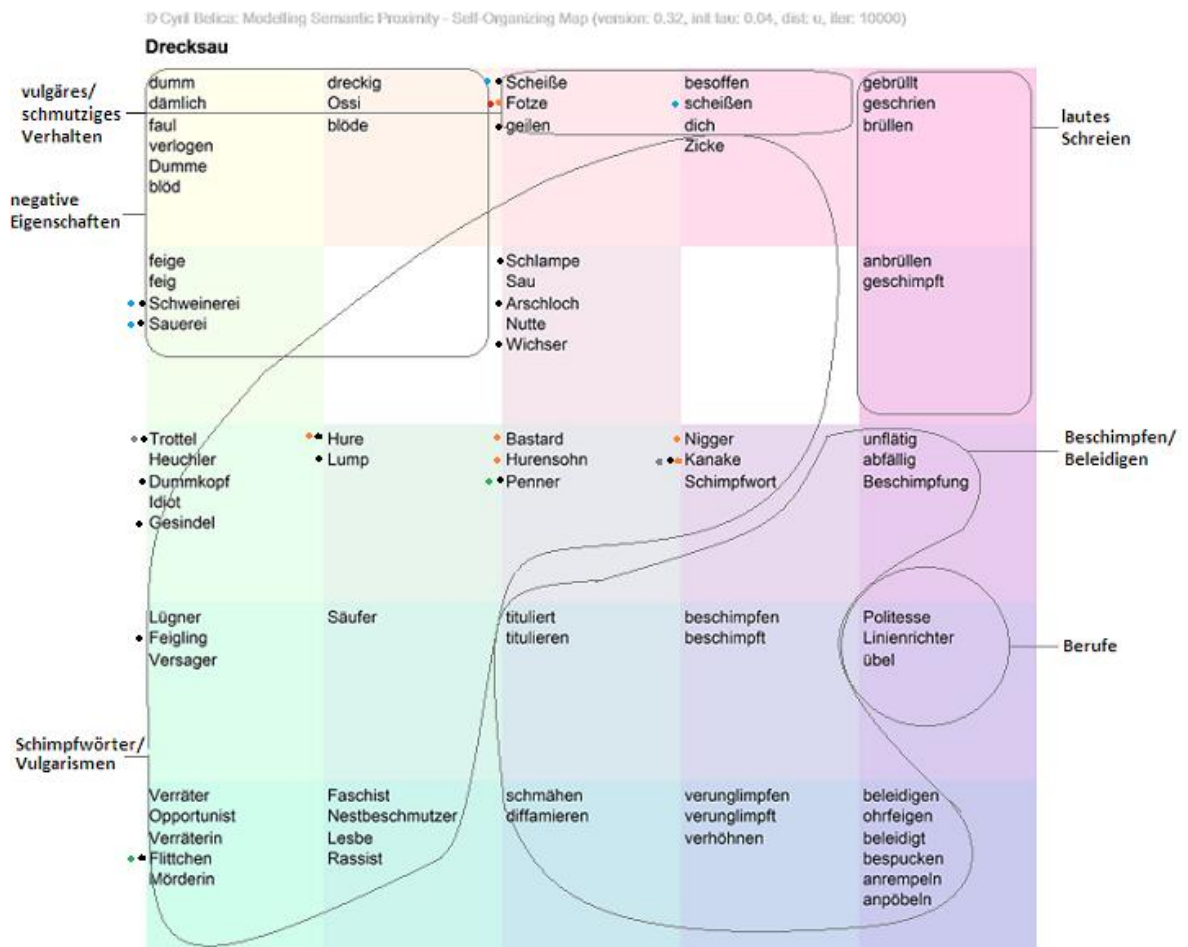 © Cyril Belica: Modelling Semantic Proximity - Self-Organizing Map (version: 0.32, init tau: 0.04, dist: u, iter: 10000)
Drecksau
vulgäres/
schmutziges
Verhalten
negative
Eigenschaften
Schimpfwörter/
Vulgarismen
dumm
dämlich
faul
verlogen
Dumme
blöd
dreckig
Ossi
blöde
Scheiße
Fotze
geilen
besoffen
scheißen
dich
Zicke
gebrüllt
geschrien
brüllen
feige
feig
Schweinerei
Sauerei
Schlampe
Sau
Arschloch
Nutte
Wichser
anbrüllen
geschimpft
Trottel
Heuchler
Dummkopf
Idiot
Gesindel
Hure
Lump
Bastard
Hurensohn
Penner
Nigger
Kanake
Schimpfwort
unflätig
abfällig
Beschimpfung
Lügner
Feigling
Versager
Säufer
tituliert
titulieren
beschimpfen
beschimpft
Politesse
Linienrichter
übel
Verräter
Opportunist
Verräterin
Flittchen
Mörderin
Faschist
Nestbeschmutzer
Lesbe
Rassist
schmähen
diffamieren
verunglimpfen
verunglimpft
verhöhnen
beleidigen
ohrfeigen
beleidigt
bespucken
anrempeln
anpöbeln
lautes
Schreien
Beschimpfen/
Beleidigen
Berufe